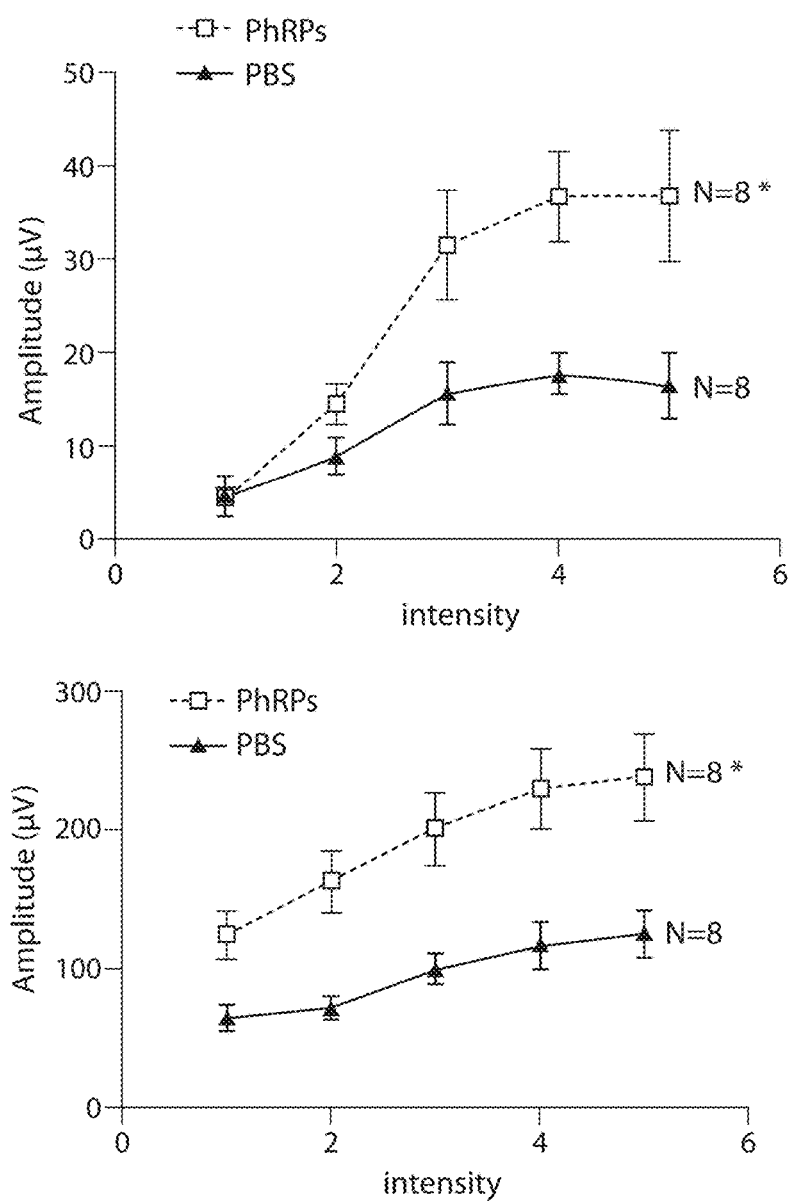 PhRPs
PBS
50
40
30
20
10
0
Amplitude (µV)
N=8 *
N=8
0 2 4 6
intensity
PhRPs
PBS
300
200
100
0
Amplitude (µV)
N=8 *
N=8
0 2 4 6
intensity